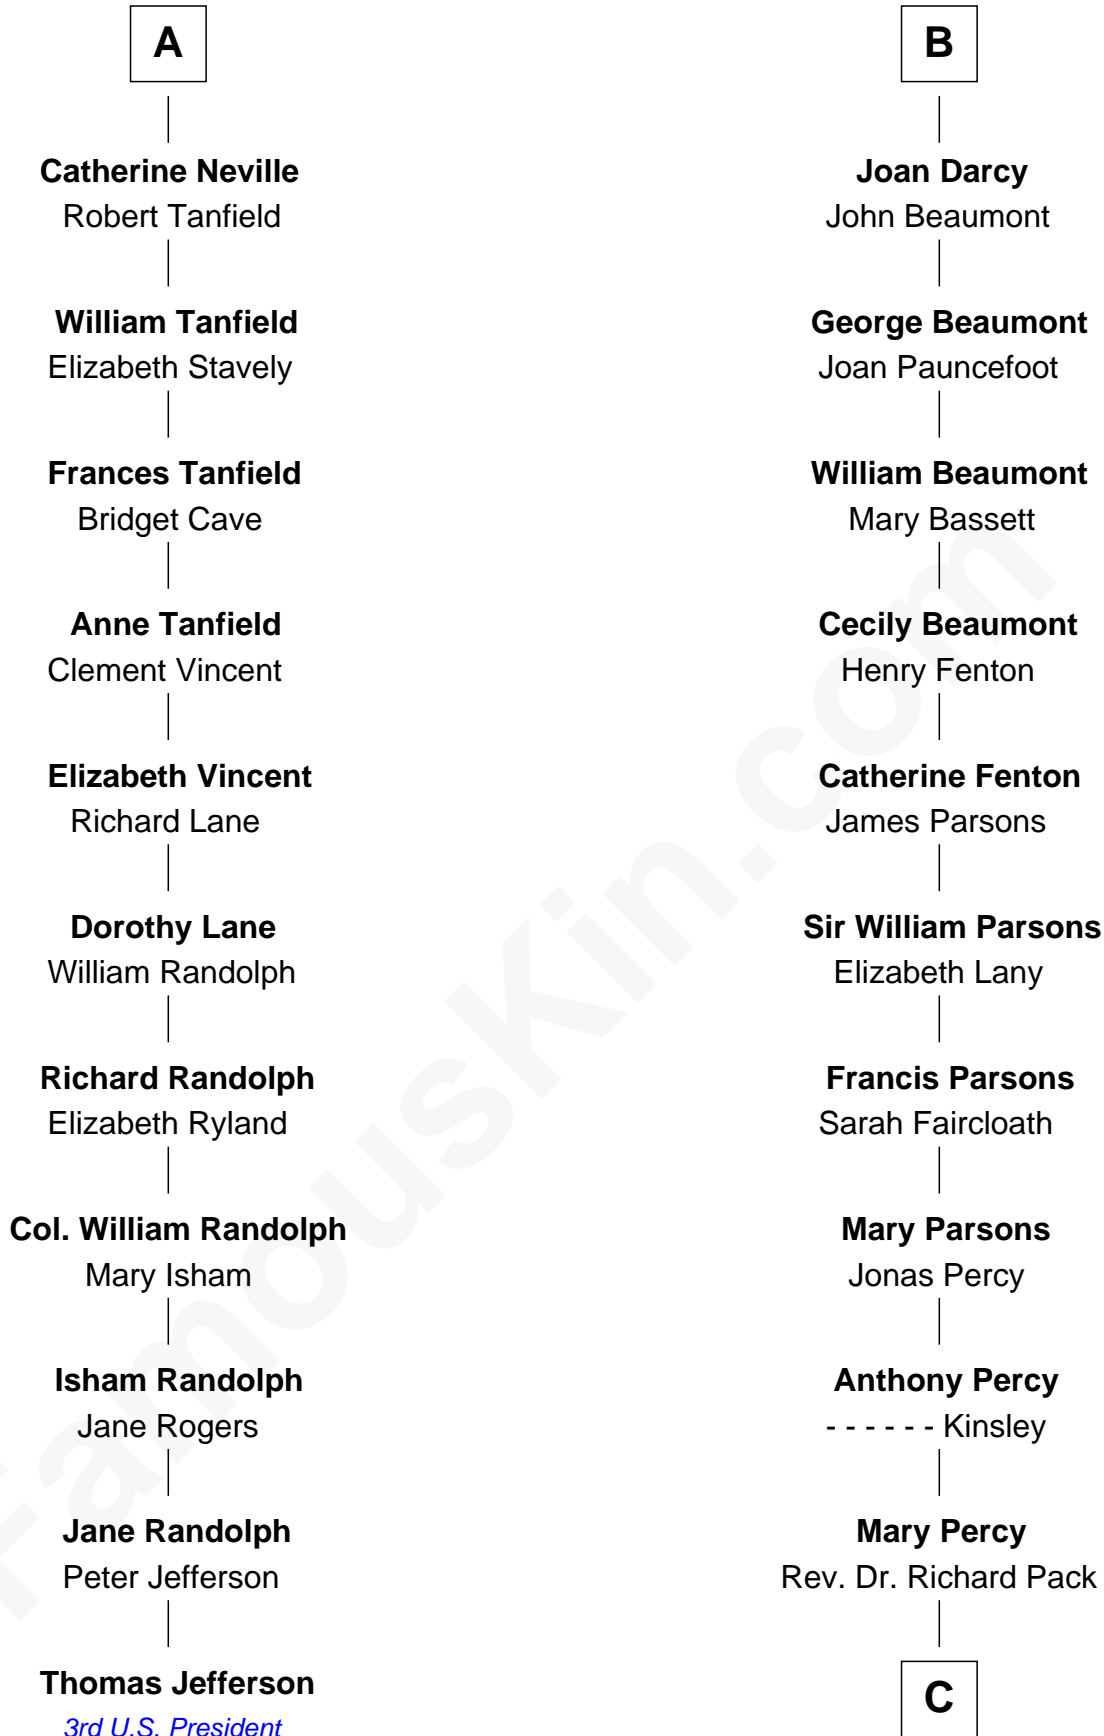 A
Catherine Neville
Robert Tanfield
William Tanfield
Elizabeth Stavely
Frances Tanfield
Bridget Cave
Anne Tanfield
Clement Vincent
Elizabeth Vincent
Richard Lane
Dorothy Lane
William Randolph
Richard Randolph
Elizabeth Ryland
Col. William Randolph
Mary Isham
Isham Randolph
Jane Rogers
Jane Randolph
Peter Jefferson
Thomas Jefferson
3rd U.S. President
B
Joan Darcy
John Beaumont
George Beaumont
Joan Pauncefoot
William Beaumont
Mary Bassett
Cecily Beaumont
Henry Fenton
Catherine Fenton
James Parsons
Sir William Parsons
Elizabeth Lany
Francis Parsons
Sarah Faircloath
Mary Parsons
Jonas Percy
Anthony Percy
- - - - - - Kinsley
Mary Percy
Rev. Dr. Richard Pack
C
FamousKin.com